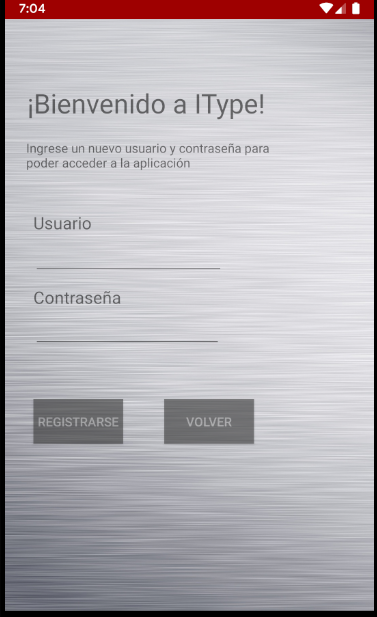 7:04
¡Bienvenido a IType!
Ingrese un nuevo usuario y contraseña para
poder acceder a la aplicación
Usuario
Contraseña
REGISTRARSE VOLVER